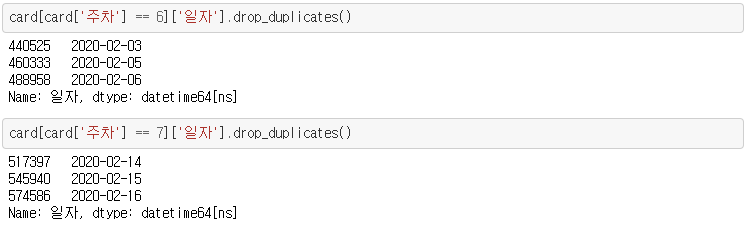 card[card['주차'] == 6]['일자'].drop_duplicates()
440525   2020-02-03
460333   2020-02-05
488958   2020-02-06
Name: 일자, dtype: datetime64[ns]
card[card['주차'] == 7]['일자'].drop_duplicates()
517397   2020-02-14
545940   2020-02-15
574586   2020-02-16
Name: 일자, dtype: datetime64[ns]